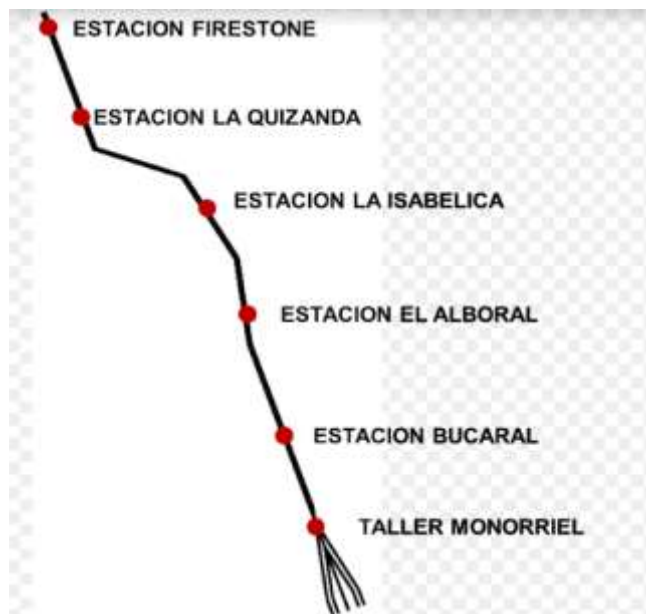 ESTACION FIRESTONE
ESTACION LA QUIZANDA
ESTACION LA ISABELICA
ESTACION EL ALBORAL
ESTACION BUCARAL
TALLER MONORRIEL